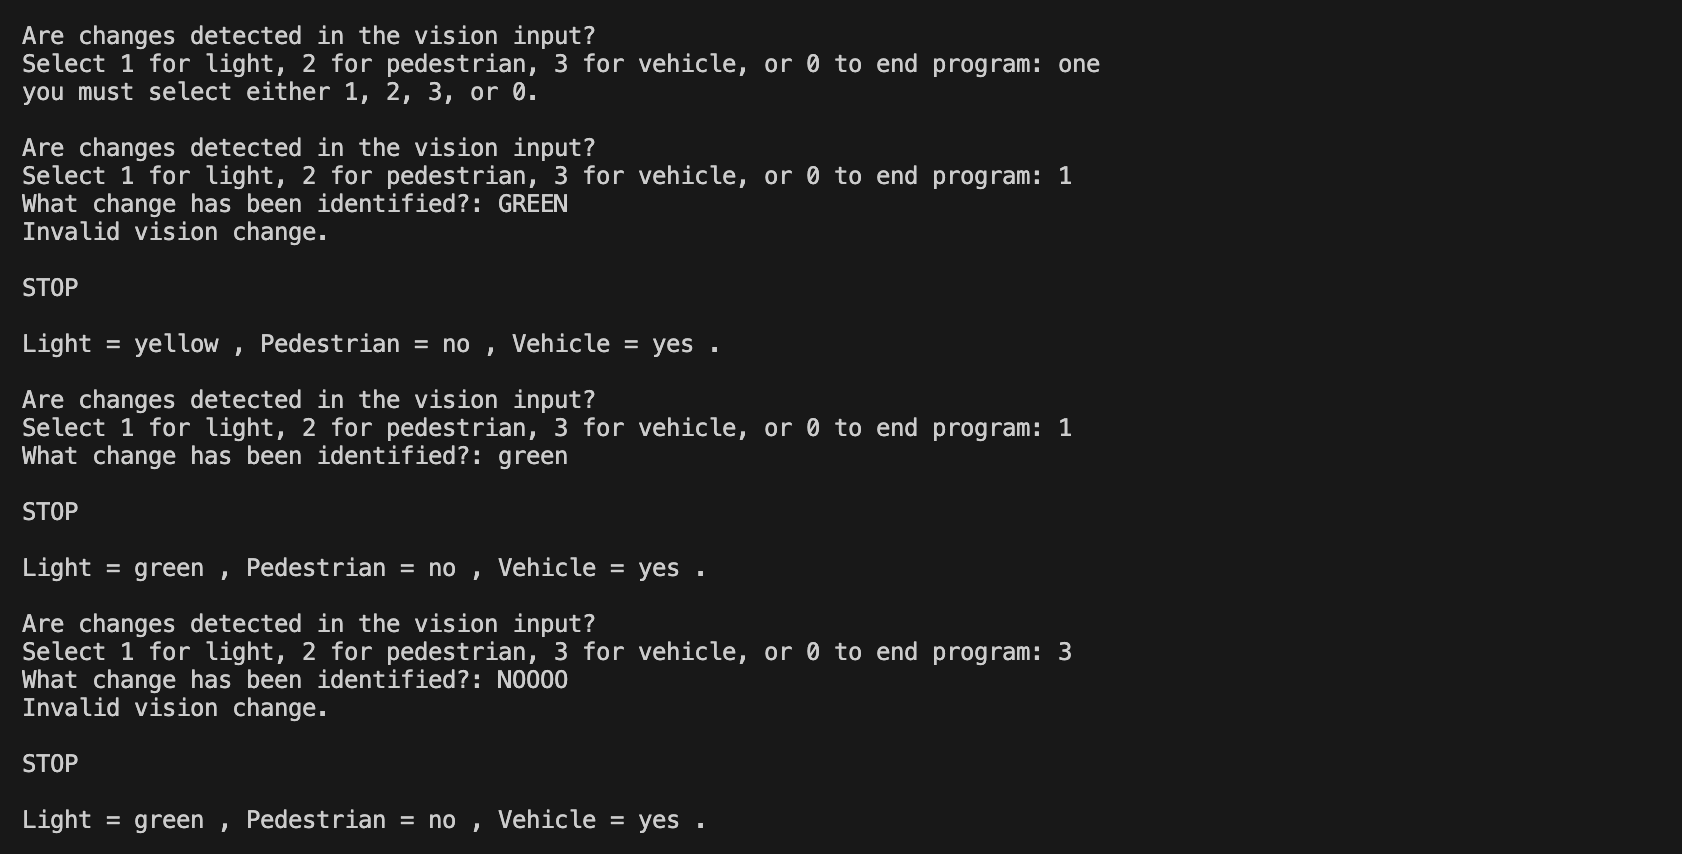 Are changes detected in the vision input?
Select 1 for light, 2 for pedestrian, 3 for vehicle, or 0 to end program: one
you must select either 1, 2, 3, or 0.
Are changes detected in the vision input?
Select 1 for light, 2 for pedestrian, 3 for vehicle, or 0 to end program: 1
What change has been identified?: GREEN
Invalid vision change.
STOP
Light = yellow , Pedestrian = no , Vehicle = yes .
Are changes detected in the vision input?
Select 1 for light, 2 for pedestrian, 3 for vehicle, or 0 to end program: 1
What change has been identified?: green
STOP
Light = green , Pedestrian = no , Vehicle = yes .
Are changes detected in the vision input?
Select 1 for light, 2 for pedestrian, 3 for vehicle, or 0 to end program: 3
What change has been identified?: NOOOO
Invalid vision change.
STOP
Light = green , Pedestrian = no , Vehicle = yes .